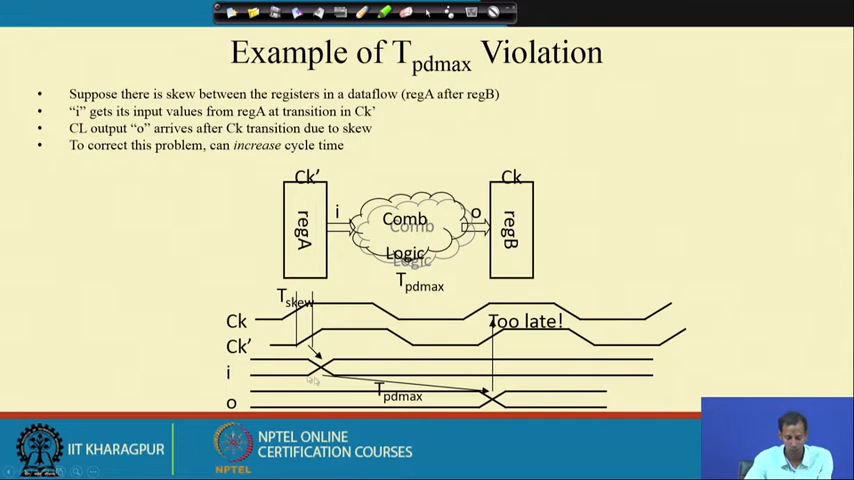 Example of Tpdmax Violation
• Suppose there is skew between the registers in a dataflow (regA after regB)
• “i” gets its input values from regA at transition in Ck’
• CL output “o” arrives after Ck transition due to skew
• To correct this problem, can increase cycle time
Ck’
Ck
regA
i
Comb
Comb
Logic
Logic
o
regB
Tpdmax
Tskew
Ck
Too late!
Ck’
i
Tpdmax
o
IIT KHARAGPUR
NPTEL
NPTEL ONLINE
CERTIFICATION COURSES